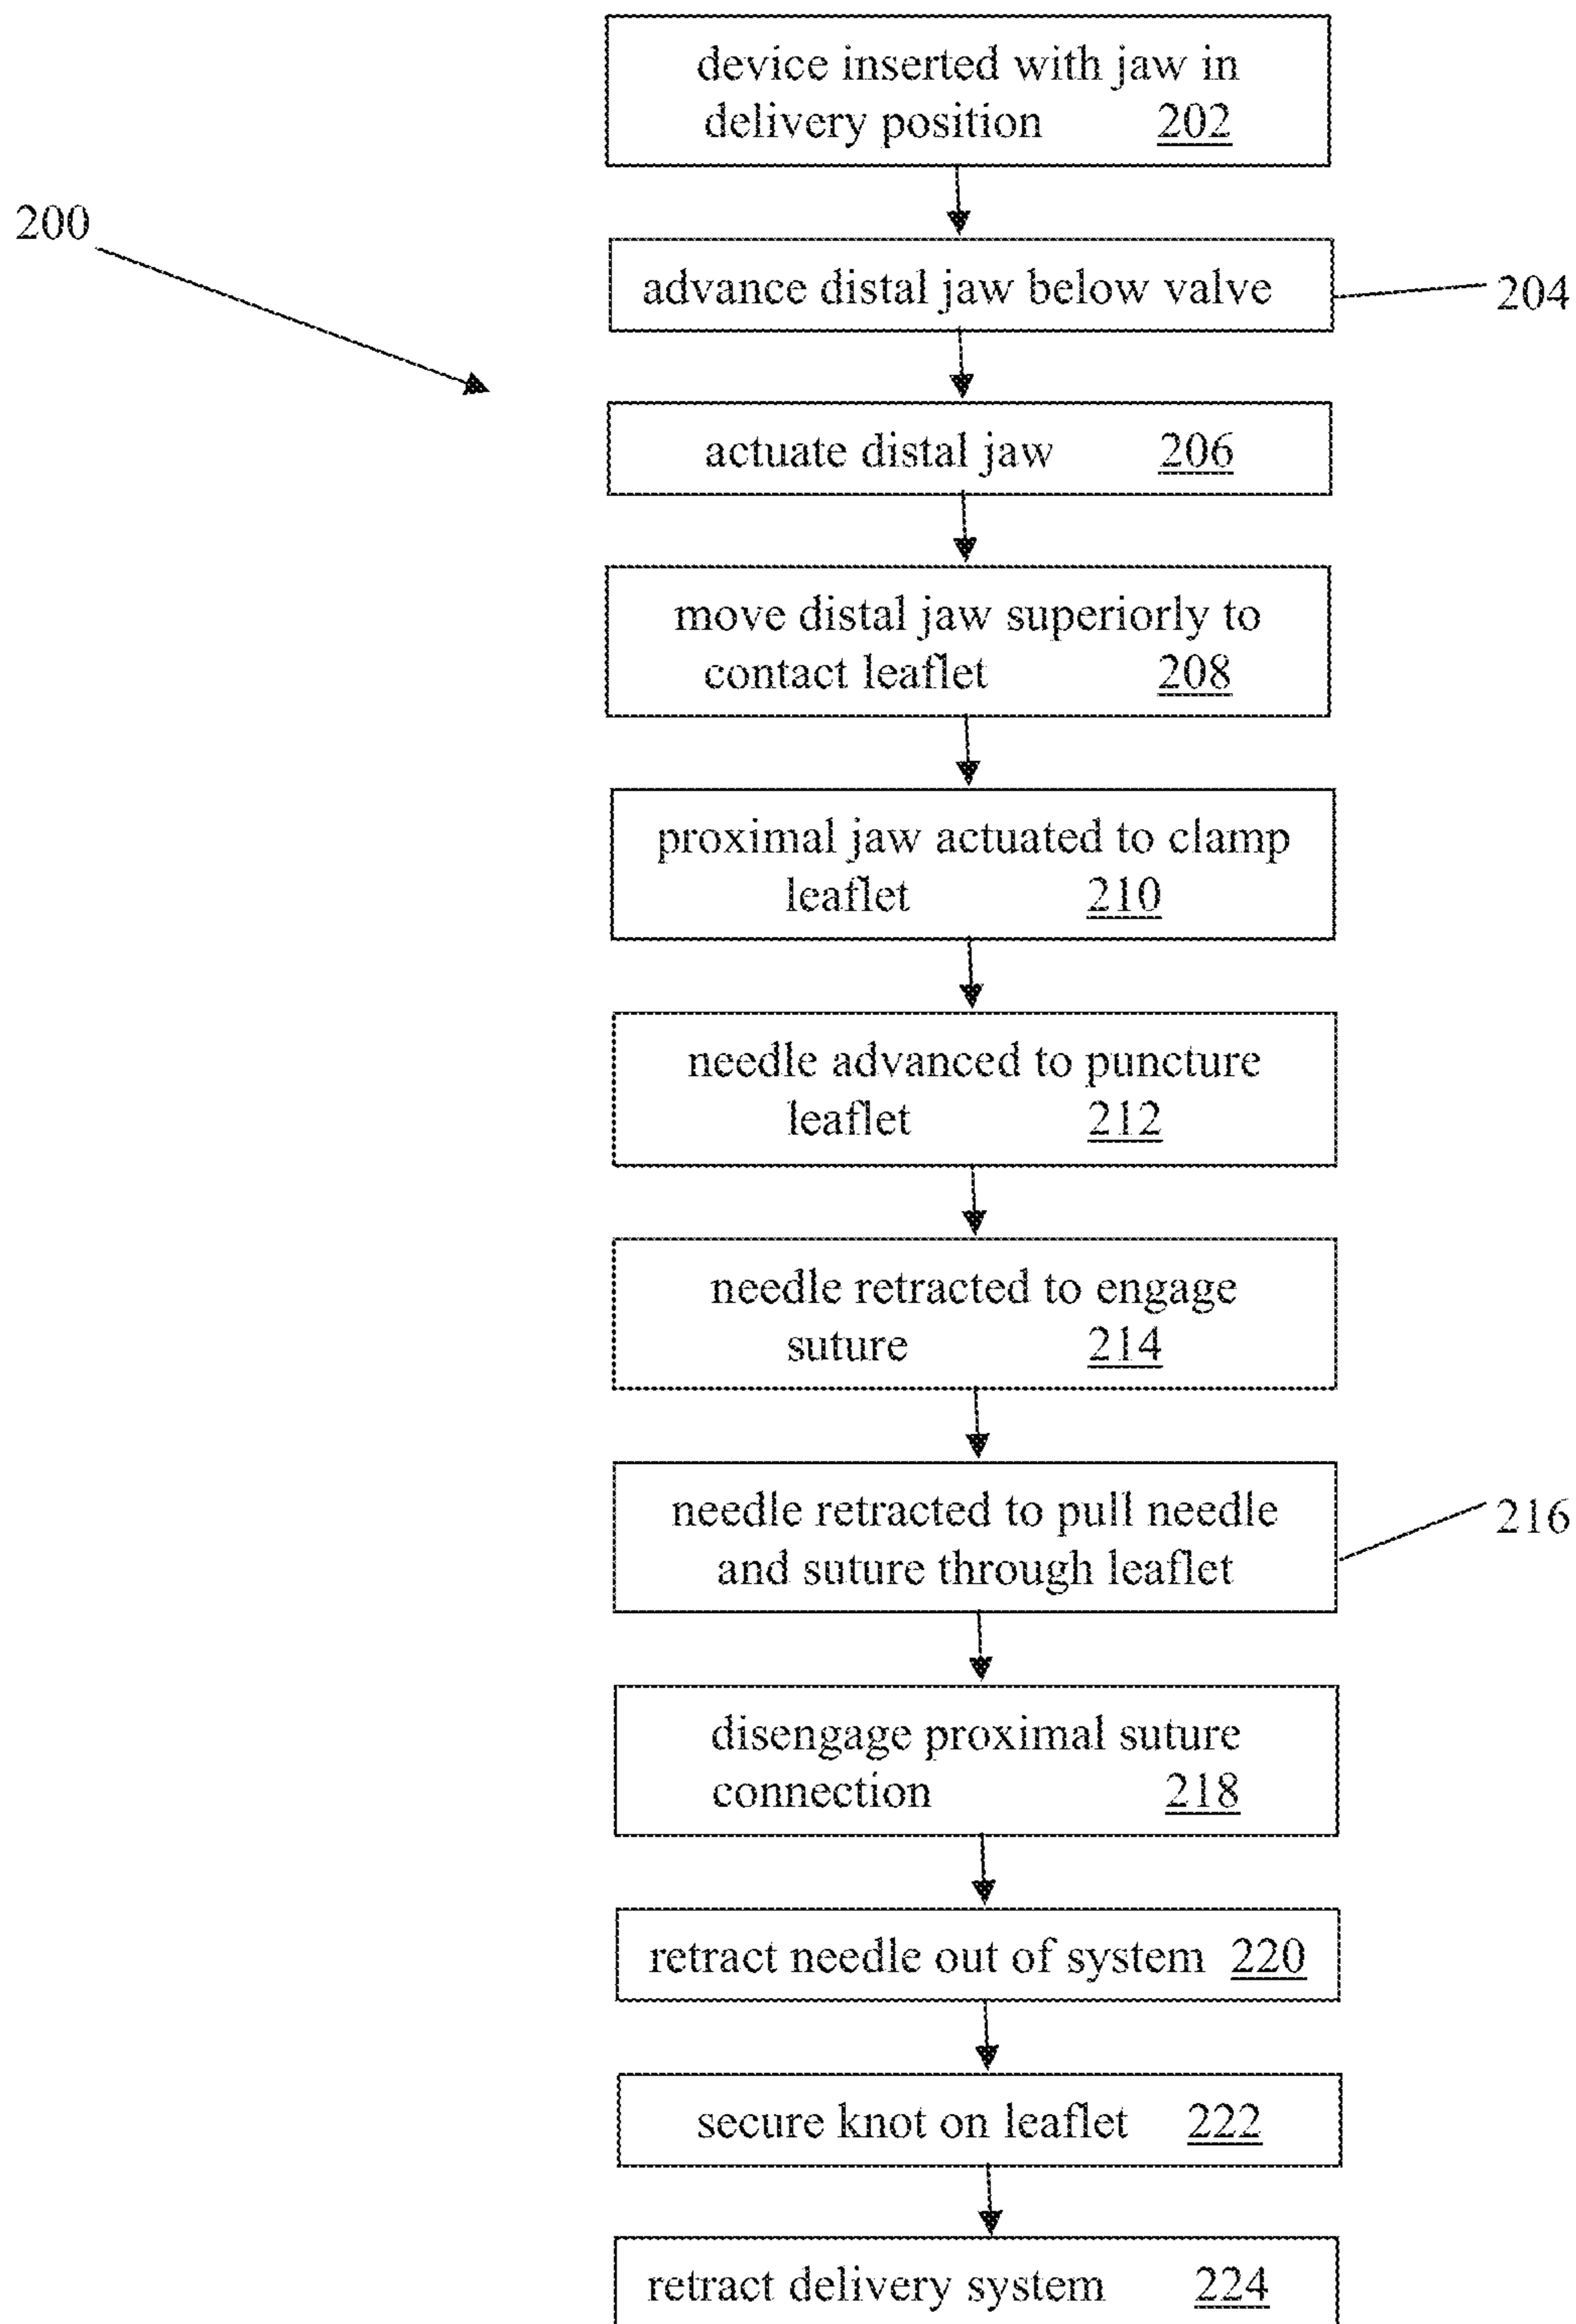 device inserted with jaw in
delivery position 202
200
advance distal jaw below valve
204
actuate distal jaw 206
move distal jaw superiorly to
contact leaflet 208
proximal jaw actuated to clamp
leaflet 210
needle advanced to puncture
leaflet 212
needle retracted to engage
suture 214
needle retracted to pull needle
and suture through leaflet
216
disengage proximal suture
connection 218
retract needle out of system 220
secure knot on leaflet 222
retract delivery system 224